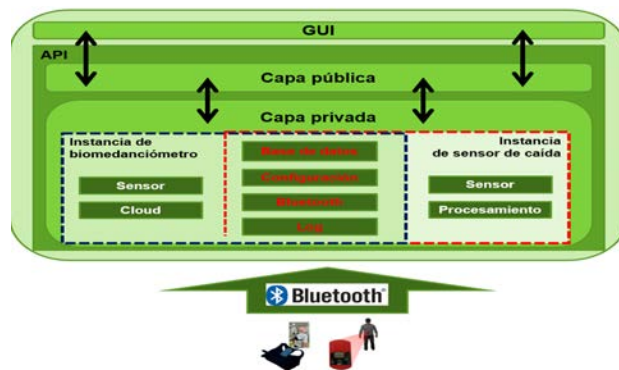 GUI
API
Capa pública
Capa privada
Instancia de
biomedanciómetro
Sensor
Cloud
Base de datos
Configuración
Bluetooth
Log
Instancia
de sensor de caída
Sensor
Procesamiento
Bluetooth®